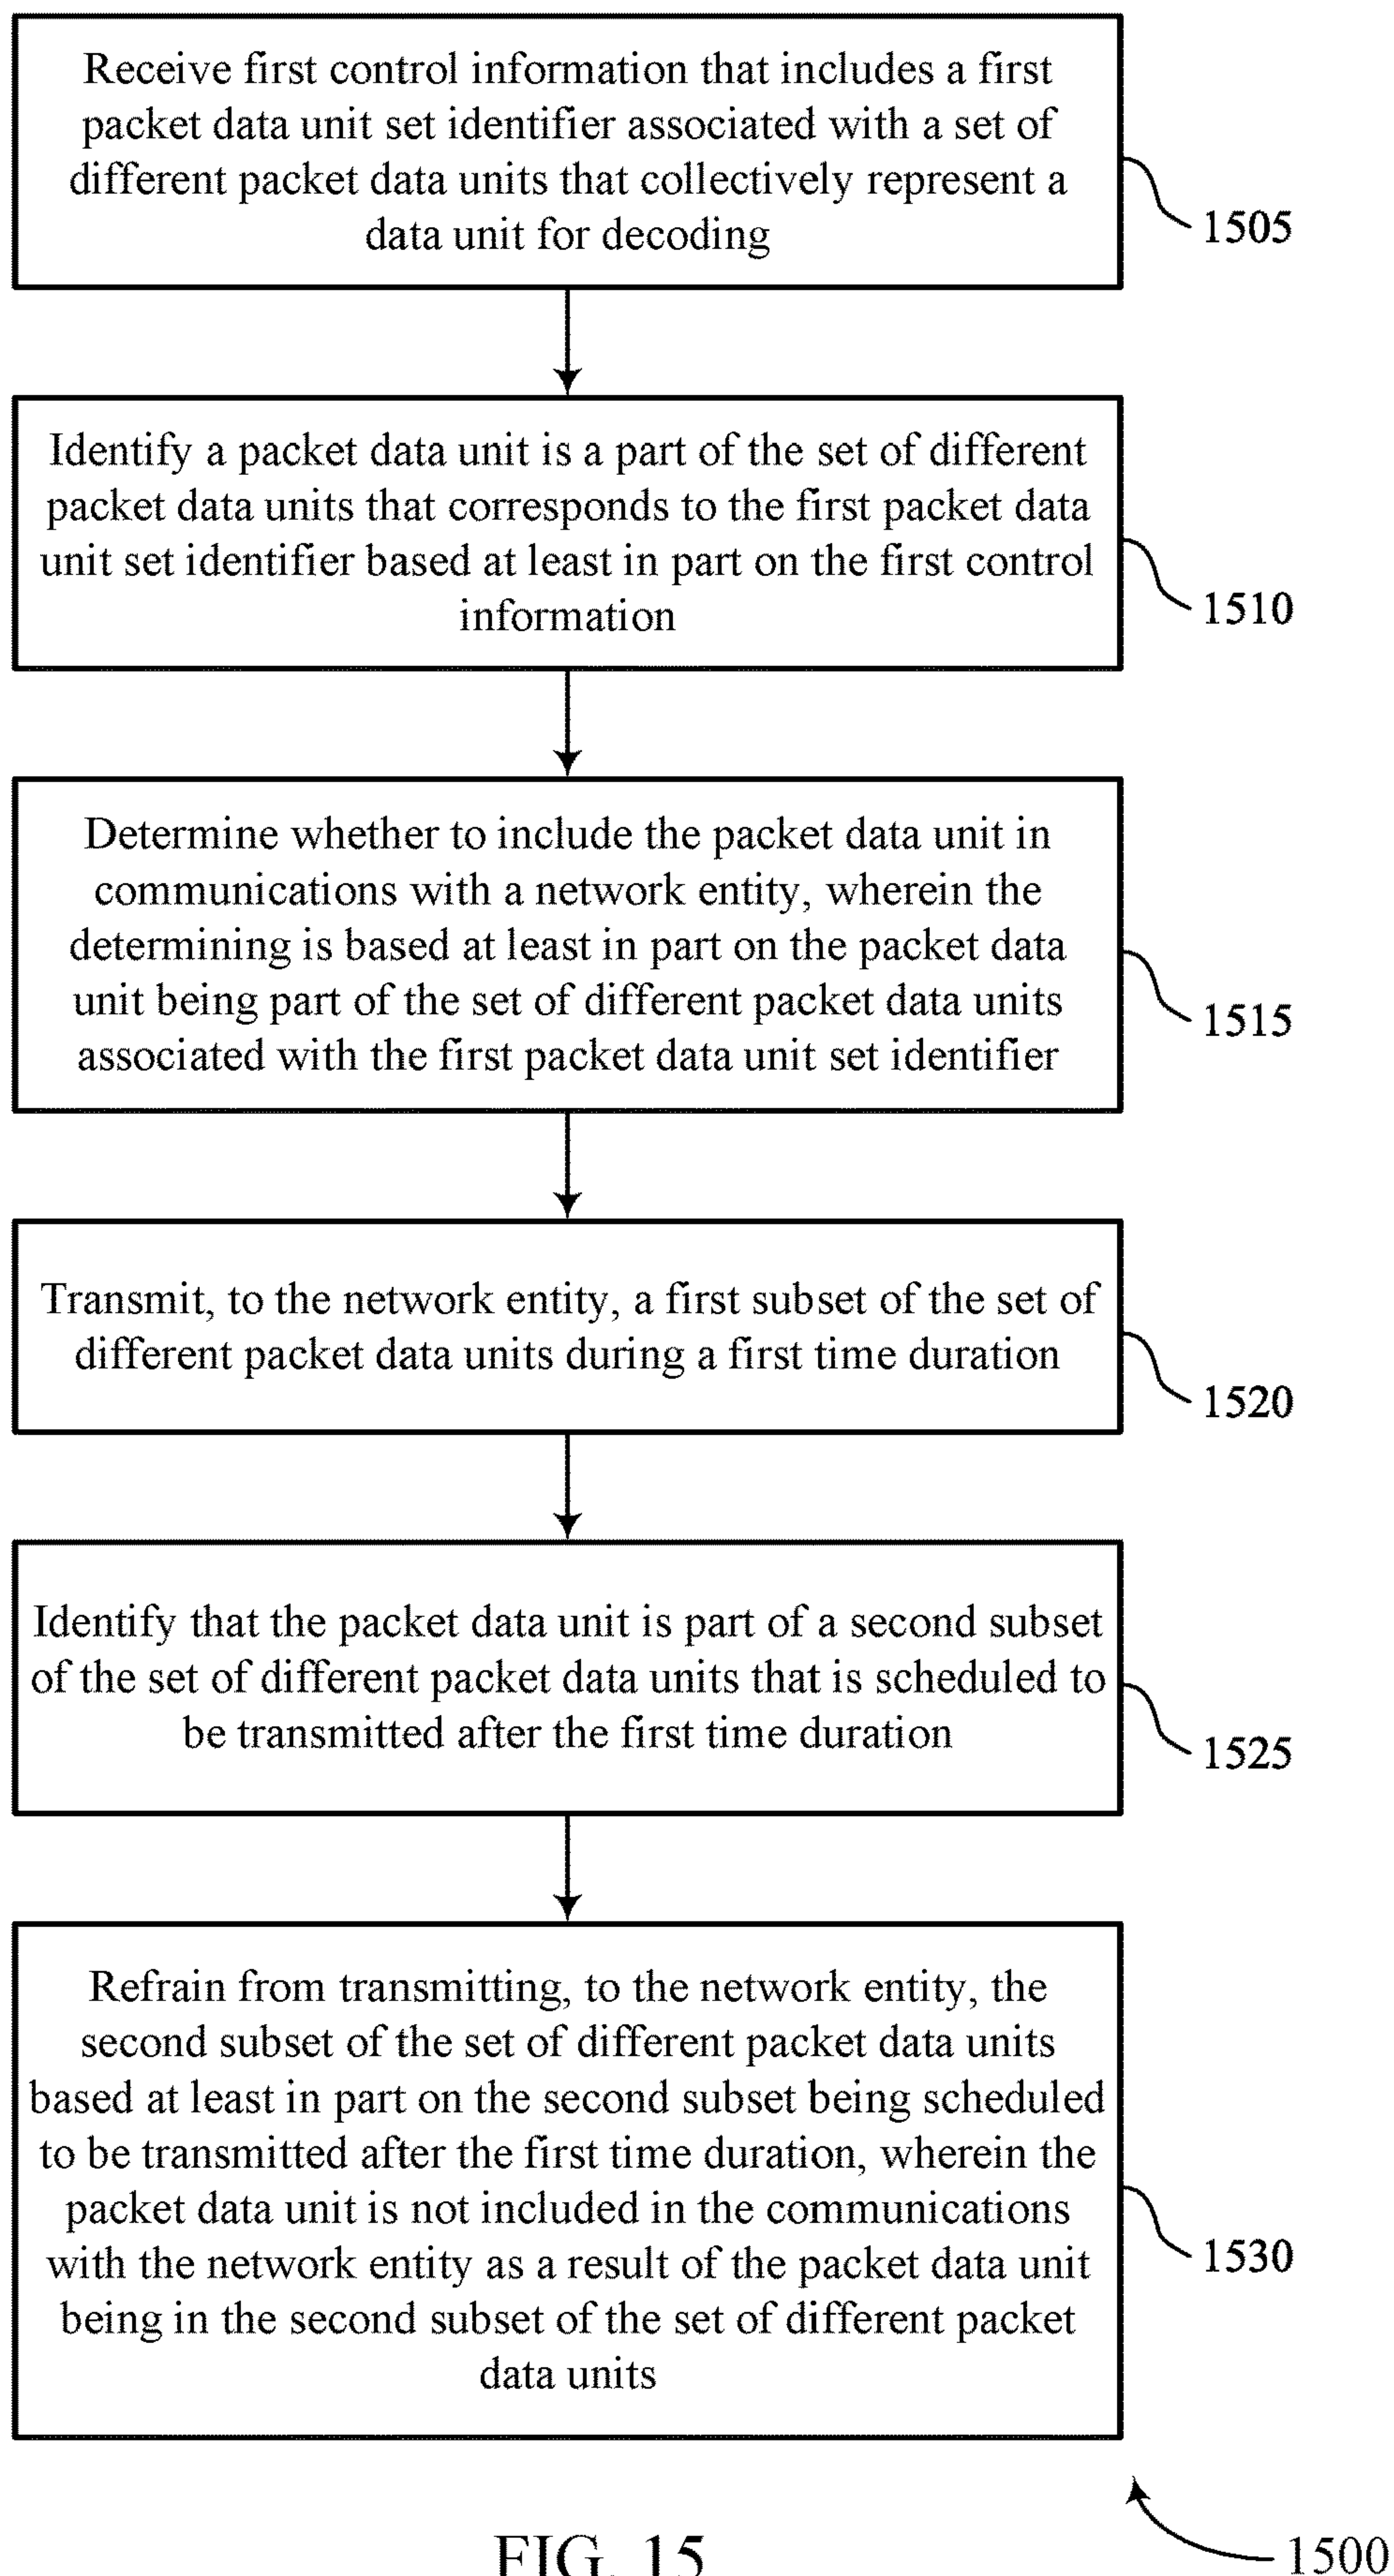 Receive first control information that includes a first
packet data unit set identifier associated with a set of
different packet data units that collectively represent a
data unit for decoding
1505
Identify a packet data unit is a part of the set of different
packet data units that corresponds to the first packet data
unit set identifier based at least in part on the first control
information
1510
Determine whether to include the packet data unit in
communications with a network entity, wherein the
determining is based at least in part on the packet data
unit being part of the set of different packet data units
associated with the first packet data unit set identifier
1515
Transmit, to the network entity, a first subset of the set of
different packet data units during a first time duration
1520
Identify that the packet data unit is part of a second subset
of the set of different packet data units that is scheduled to
be transmitted after the first time duration
1525
Refrain from transmitting, to the network entity, the
second subset of the set of different packet data units
based at least in part on the second subset being scheduled
to be transmitted after the first time duration, wherein the
packet data unit is not included in the communications
with the network entity as a result of the packet data unit
being in the second subset of the set of different packet
data units
1530
1500
FIG. 15